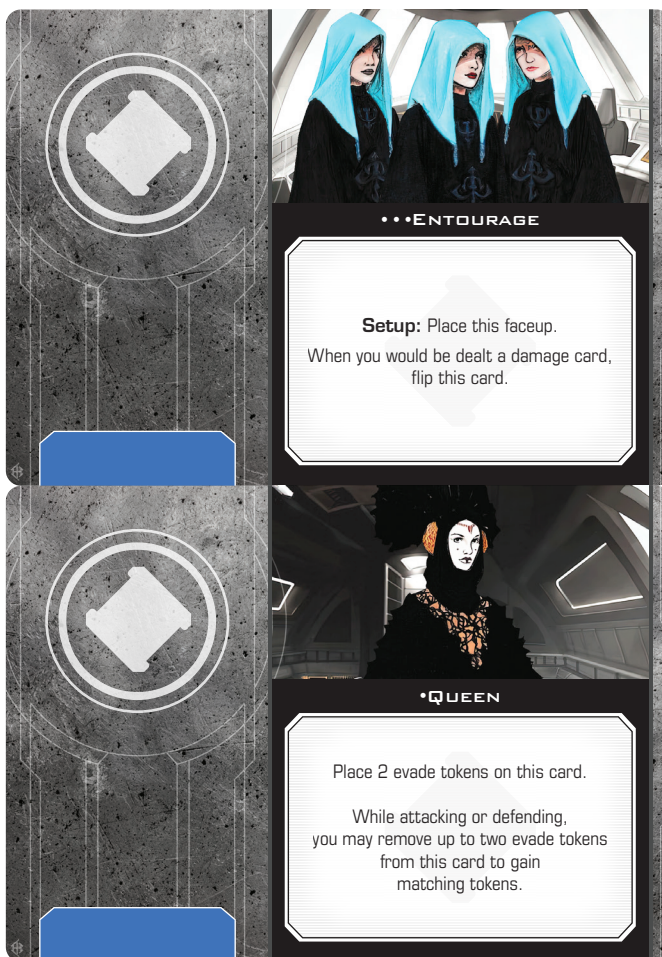 •••Entourage
Setup: Place this faceup.
When you would be dealt a damage card,
flip this card.
•Queen
Place 2 evade tokens on this card.
While attacking or defending,
you may remove up to two evade tokens
from this card to gain
matching tokens.